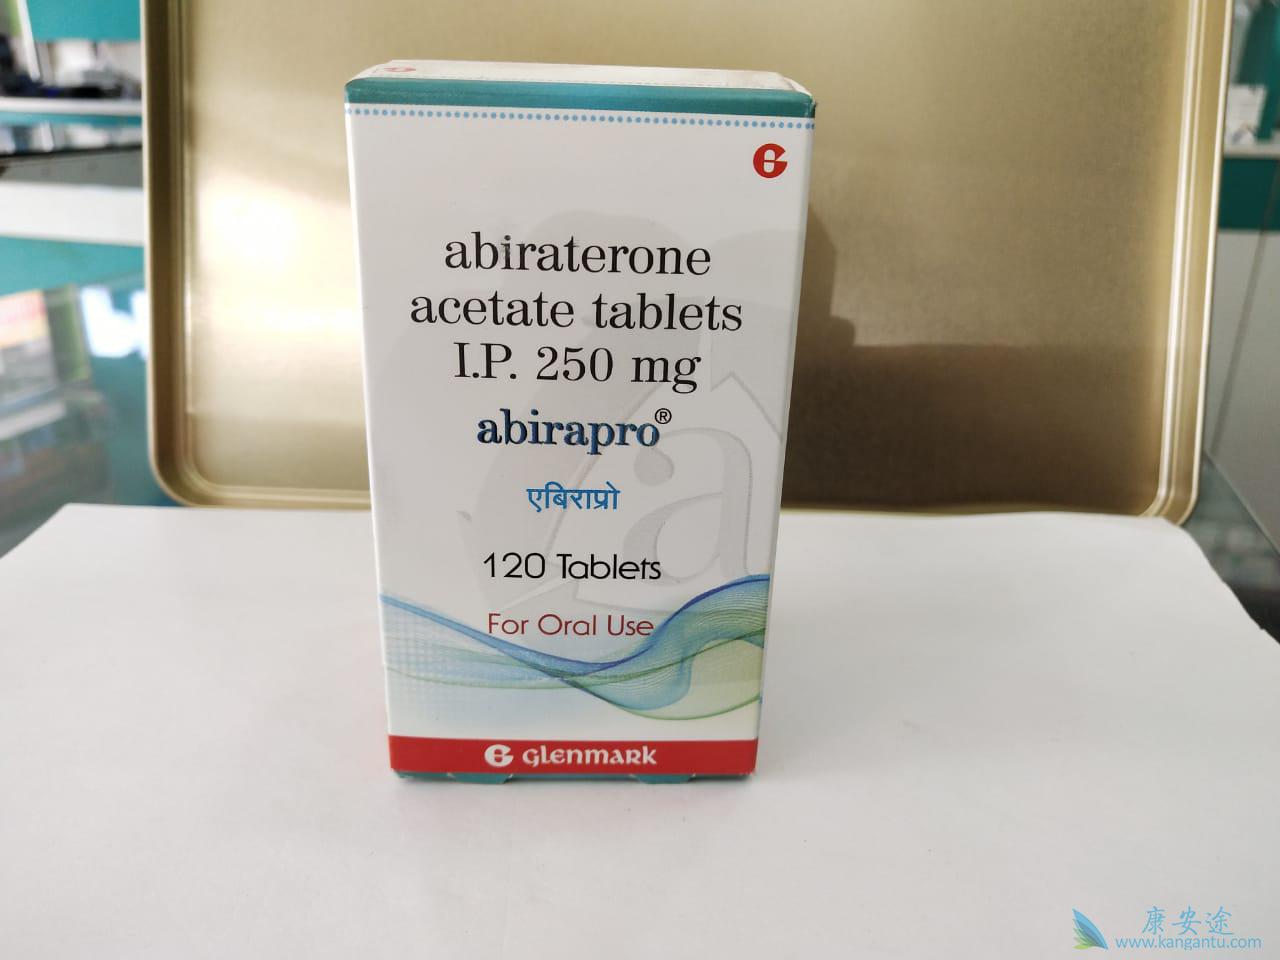 abiraterone
acetate tablets
I.P. 250 mg
abirapro®
एबिराप्रो
120 Tablets
For Oral Use
GLENMARK
康安途
www.kangantu.com